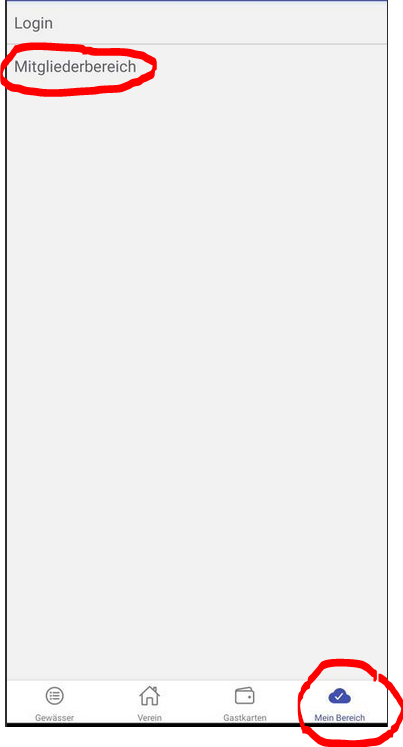 Login
Mitgliederbereich
Gewässer Verein Gastkarten Mein Bereich